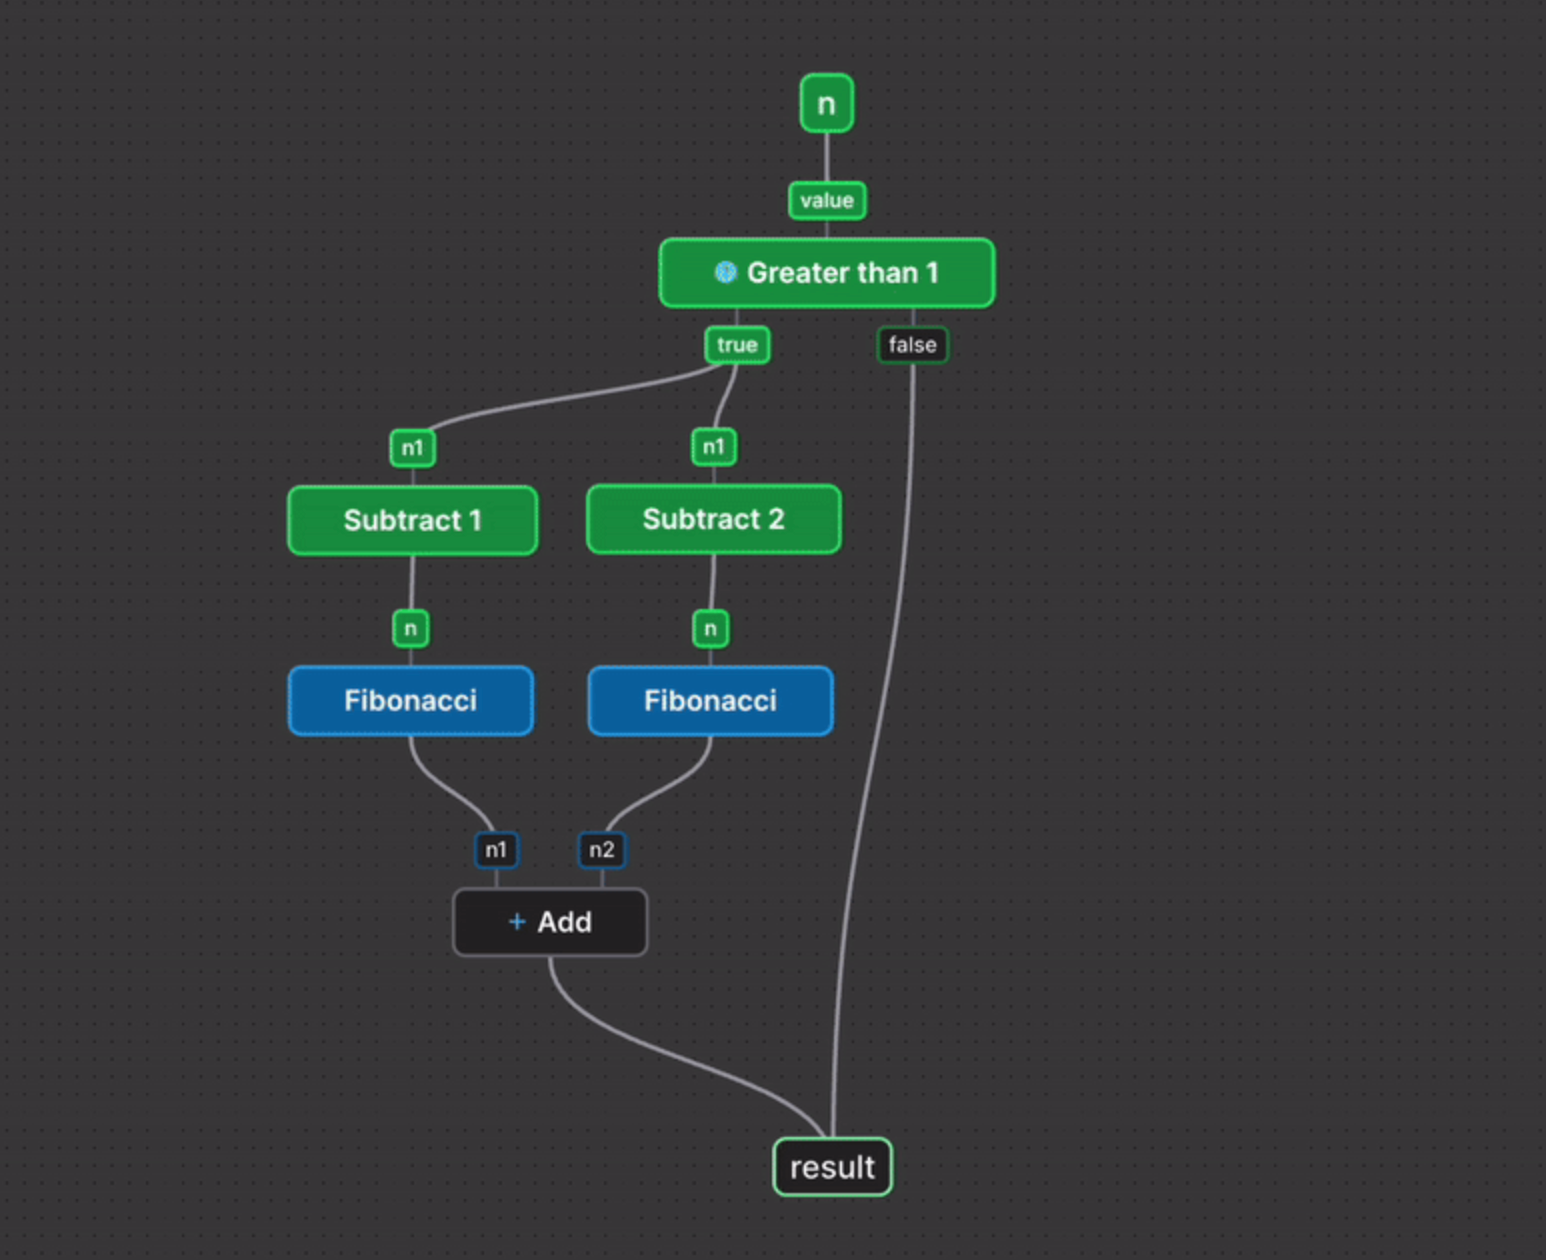 n
value
Greater than 1
true
false
n1
n1
Subtract 1
Subtract 2
n
n
Fibonacci
Fibonacci
n1
n2
+ Add
result